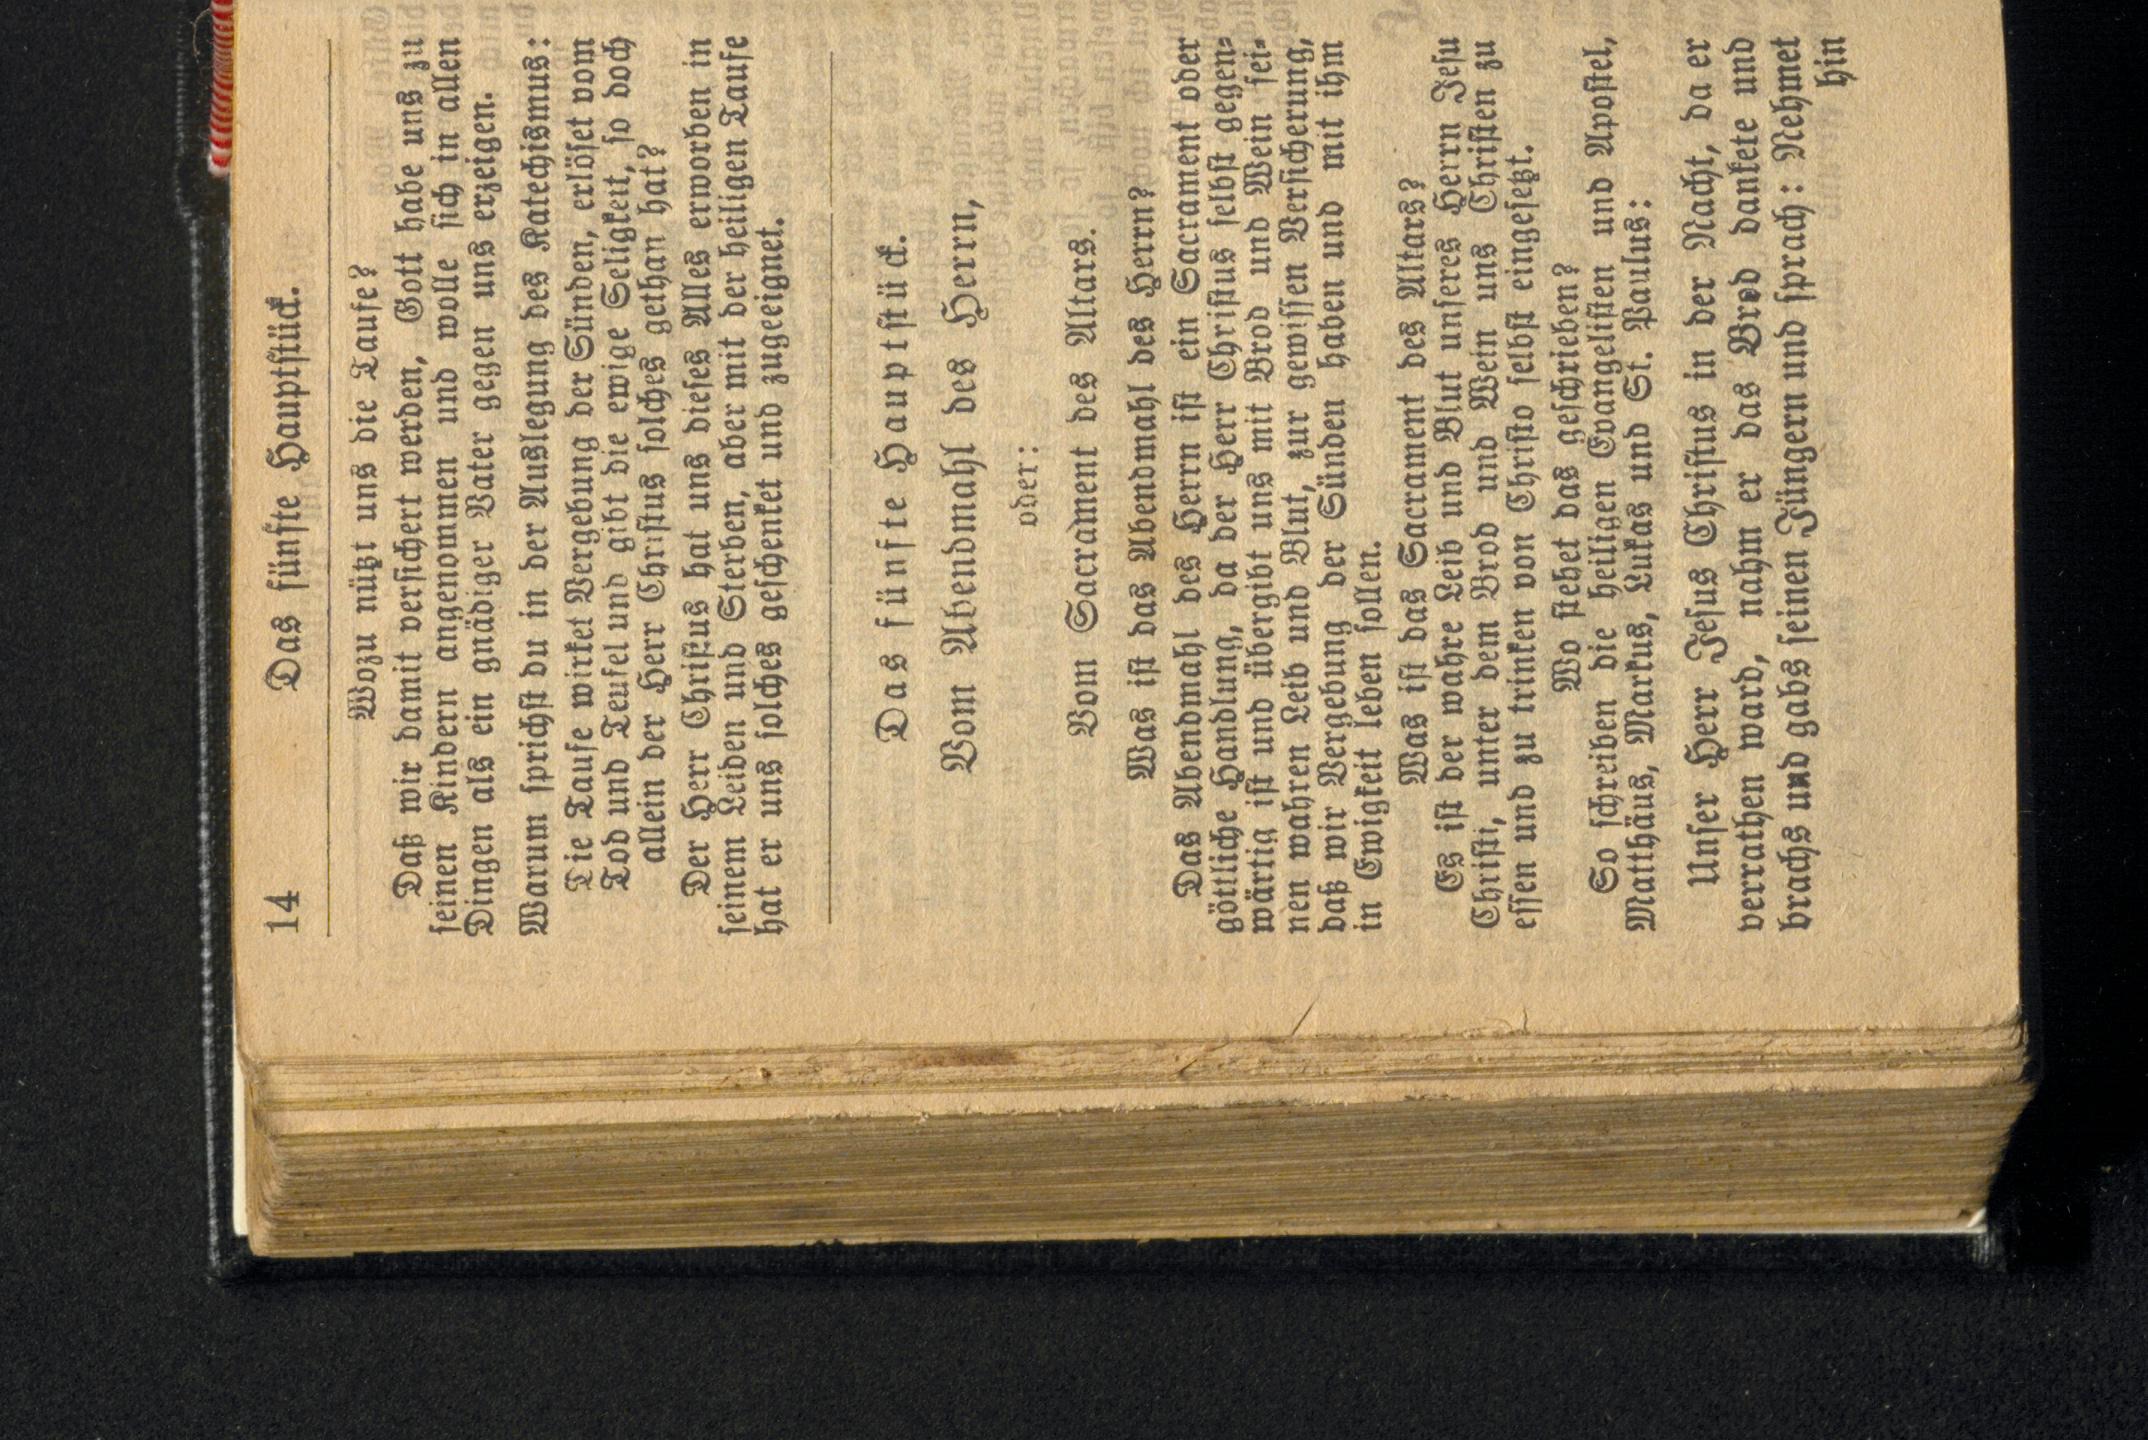 14 Das fünfte Hauptstück.
Wozu nützt uns die Taufe?
Daß wir damit versichert werden, Gott habe uns zu
seinen Kindern angenommen und wolle sich in allen
Dingen als ein gnädiger Vater gegen uns erzeigen.
Warum sprichst du in der Auslegung des Katechismus:
Die Taufe wirket Vergebung der Sünden, erlöset vom
Tod und Teufel und gibt die ewige Seligkeit, so doch
allein der Herr Christus solches gethan hat?
Der Herr Christus hat uns dieses Alles erworben in
seinem Leiden und Sterben, aber mit der heiligen Taufe
hat er uns solches geschenket und zugeeignet.
Das fünfte Hauptstück.
Vom Abendmahl des Herrn,
oder:
Vom Sacrament des Altars.
Was ist das Abendmahl des Herrn?
Das Abendmahl des Herrn ist ein Sacrament oder
göttliche Handlung, da der Herr Christus selbst gegen-
wärtig ist und übergibt uns mit Brod und Wein sei-
nen wahren Leib und Blut, zur gewissen Versicherung,
daß wir Vergebung der Sünden haben und mit ihm
in Ewigkeit leben sollen.
Was ist das Sacrament des Altars?
Es ist der wahre Leib und Blut unseres Herrn Jesu
Christi, unter dem Brod und Wein uns Christen zu
essen und zu trinken von Christo selbst eingesetzt.
Wo stehet das geschrieben?
So schreiben die heiligen Evangelisten und Apostel,
Matthäus, Markus, Lukas und St. Paulus:
Unser Herr Jesus Christus in der Nacht, da er
verrathen ward, nahm er das Brod dankete und
brachs und gabs seinen Jüngern und sprach: Nehmet
hin